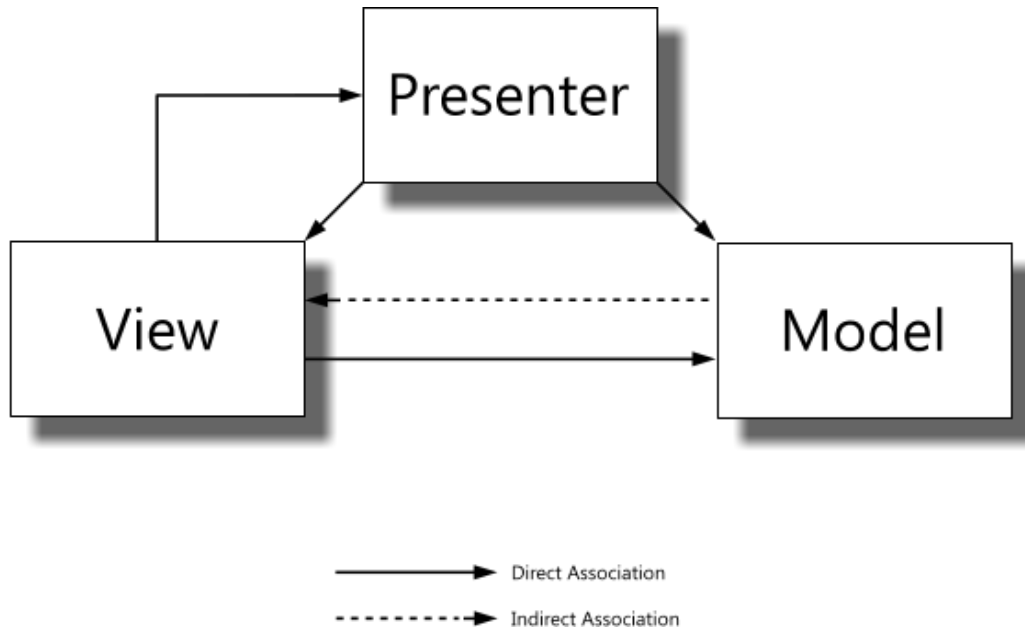 Presenter
View
Model
Direct Association
Indirect Association